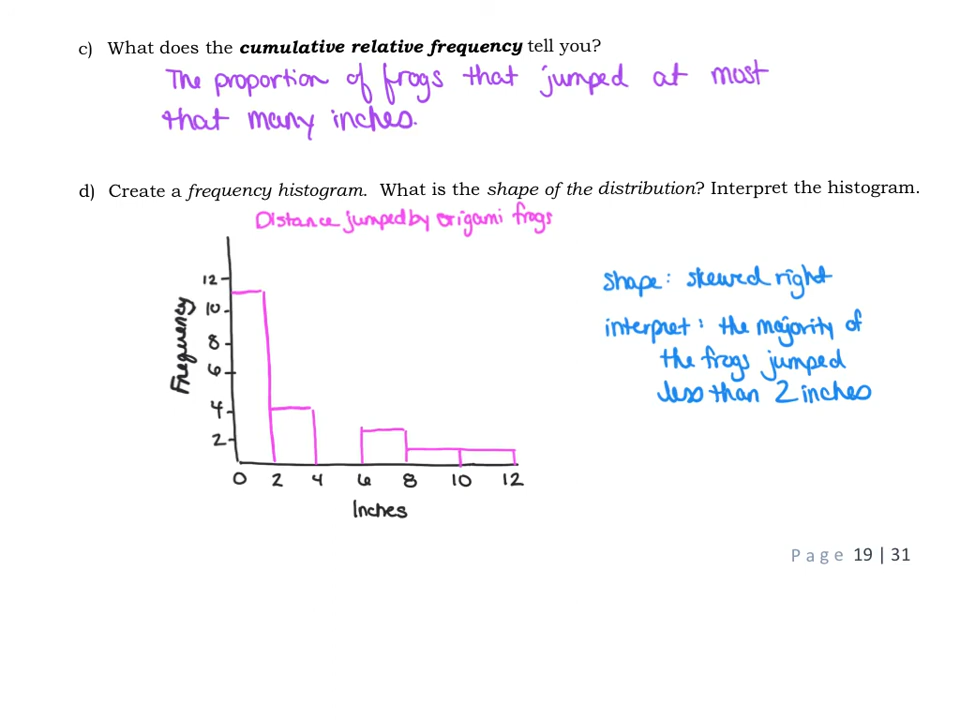 c) What does the cumulative relative frequency tell you?
The proportion of frogs that jumped at most
that many inches.
d) Create a frequency histogram. What is the shape of the distribution? Interpret the histogram.
Distance jumped by origami frogs
shape: skewed right
interpret: the majority of
the frogs jumped
less than 2 inches
Frequency
12
10
8
6
4
2
0 2 4 6 8 10 12
Inches
Page 19 | 31